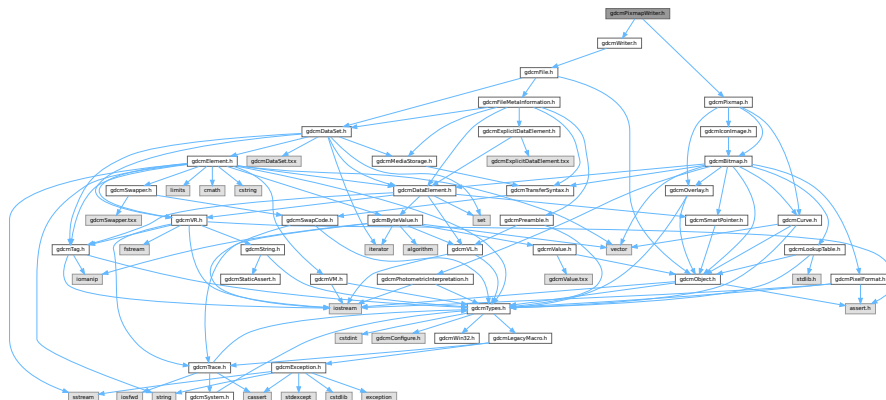 gdcmPixmapWriter.h
gdcmWriter.h
gdcmFile.h
gdcmFileMetaInformation.h
gdcmPixmap.h
gdcmDataSet.h
gdcmExplicitDataElement.h
gdcmIconImage.h
gdcmElement.h
gdcmDataSet.txx
gdcmMediaStorage.h
gdcmExplicitDataElement.txx
gdcmBitmap.h
gdcmSwapper.h
limits
cmath
cstring
gdcmDataElement.h
gdcmTransferSyntax.h
gdcmOverlay.h
gdcmSwapper.txx
gdcmVR.h
gdcmSwapCode.h
gdcmByteValue.h
set
gdcmPreamble.h
gdcmSmartPointer.h
gdcmCurve.h
gdcmTag.h
fstream
gdcmString.h
iterator
algorithm
gdcmVL.h
gdcmValue.h
vector
gdcmLookupTable.h
iomanip
gdcmStaticAssert.h
gdcmVM.h
gdcmPhotometricInterpretation.h
gdcmValue.txx
gdcmObject.h
stdlib.h
gdcmPixelFormat.h
iostream
gdcmTypes.h
assert.h
cstdint
gdcmConfigure.h
gdcmWin32.h
gdcmLegacyMacro.h
gdcmTrace.h
gdcmException.h
sstream
iosfwd
string
gdcmSystem.h
cassert
stdexcept
cstdlib
exception